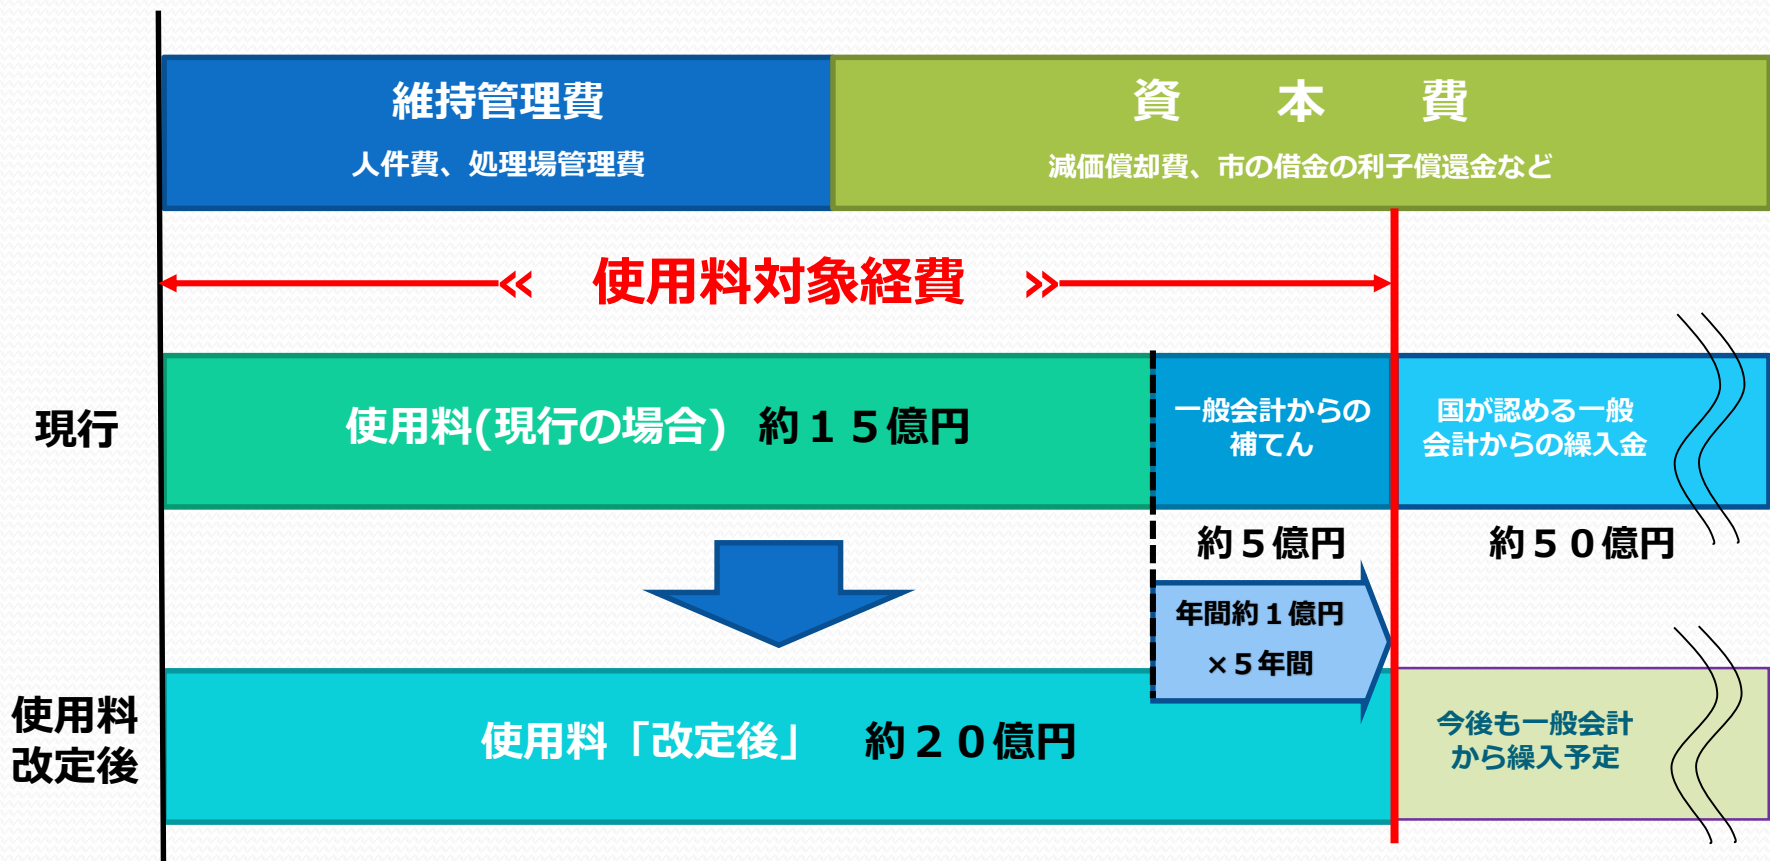 維持管理費
人件費、処理場管理費
資　本　費
減価償却費、市の借金の利子償還金など
«　使用料対象経費　»
現行
使用料(現行の場合)　約１５億円
一般会計からの
補てん
国が認める一般
会計からの繰入金
約５億円
約５０億円
年間約１億円
×５年間
使用料
改定後
使用料「改定後」　約２０億円
今後も一般会計
から繰入予定